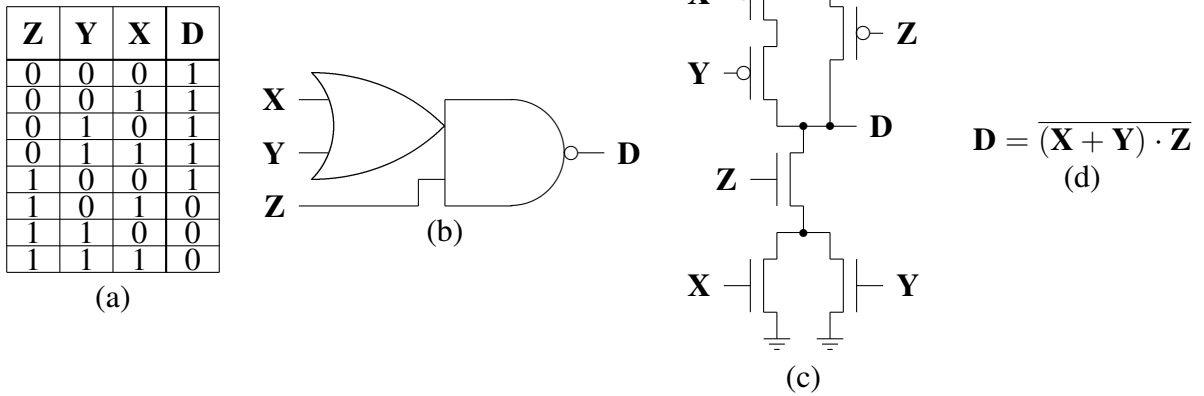 Z Y X D
0 0 0 1
0 0 1 1
0 1 0 1
0 1 1 1
1 0 0 1
1 0 1 0
1 1 0 0
1 1 1 0
(a)
X
Y
Z
D
(b)
Z
Y
D
Z
X
Y
(c)
D = \overline{(X + Y) · Z}
(d)